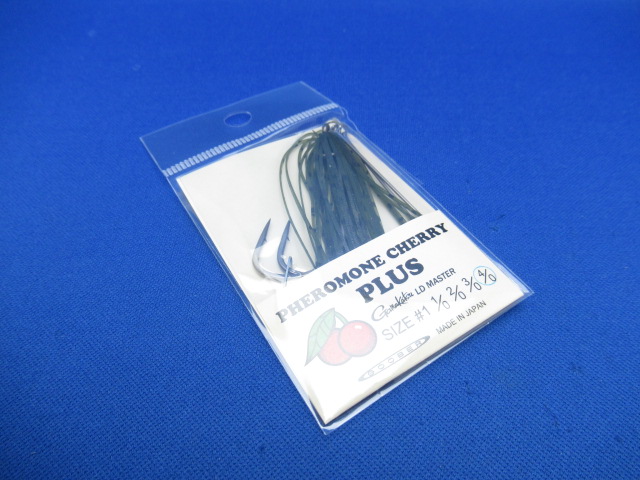 PHEROMONE CHERRY
PLUS
Gamakatsu LD MASTER
SIZE #1 1/0 2/0 3/0 4/0
MADE IN JAPAN